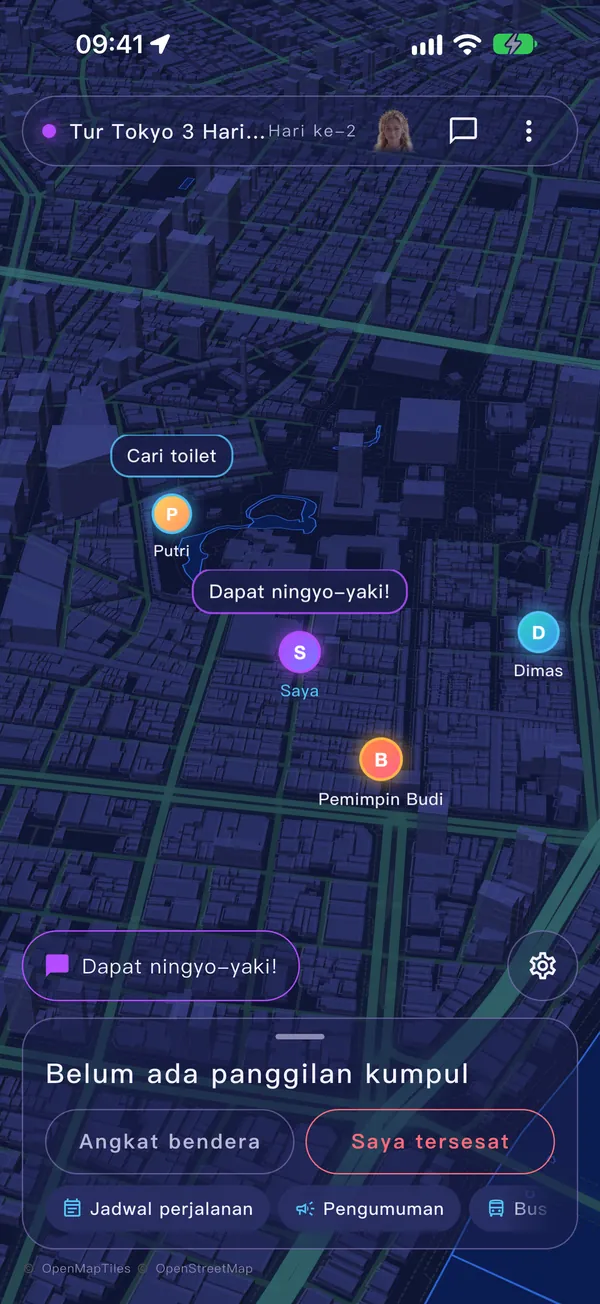 09:41
Tur Tokyo 3 Hari... Hari ke-2
Cari toilet
P
Putri
Dapat ningyo-yaki!
S
Saya
D
Dimas
B
Pemimpin Budi
Dapat ningyo-yaki!
Belum ada panggilan kumpul
Angkat bendera
Saya tersesat
Jadwal perjalanan
Pengumuman
Bus
© OpenMapTiles © OpenStreetMap